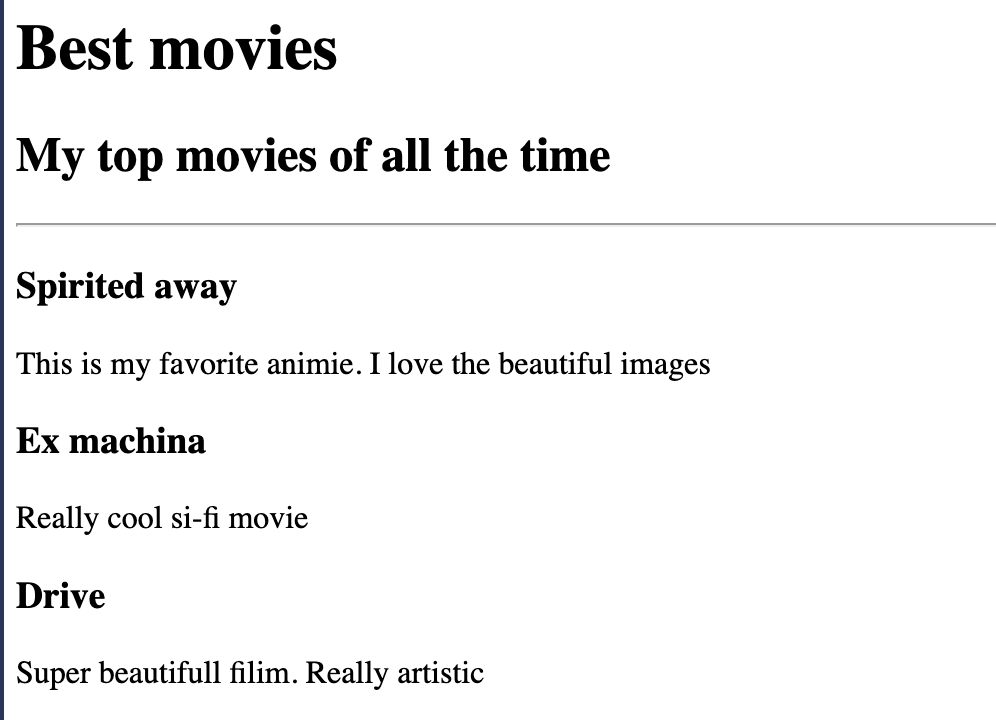 Best movies
My top movies of all the time
Spirited away
This is my favorite animie. I love the beautiful images
Ex machina
Really cool si-fi movie
Drive
Super beautifull filim. Really artistic